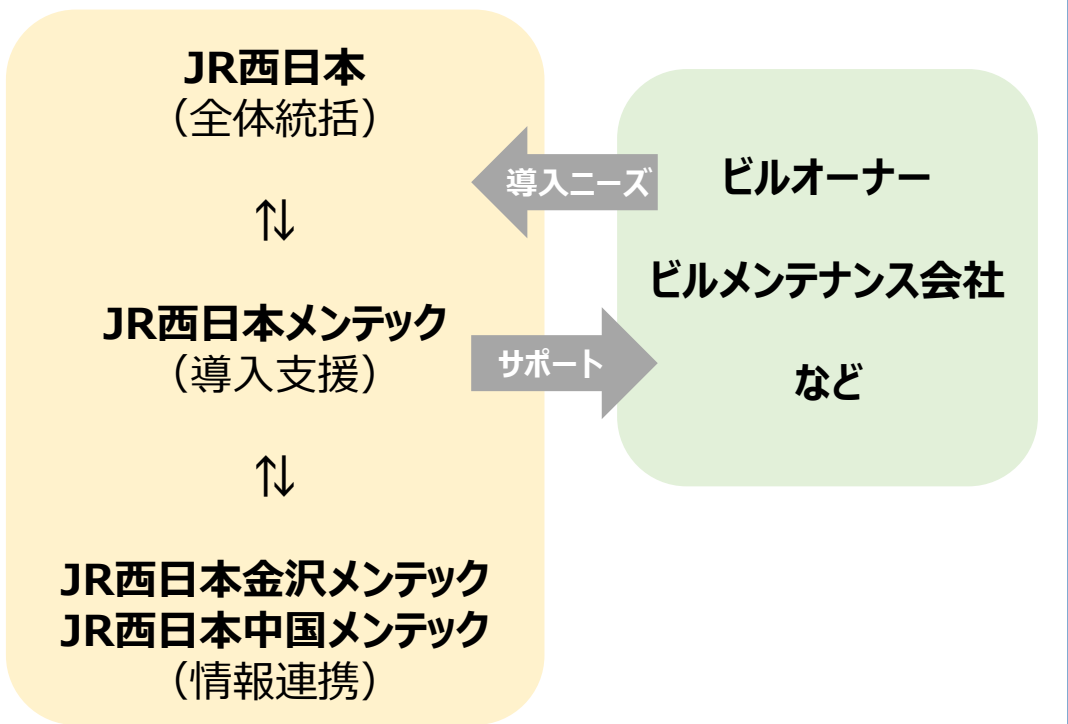 JR西日本
（全体統括）
⇅
JR西日本メンテック
（導入支援）
⇅
JR西日本金沢メンテック
JR西日本中国メンテック
（情報連携）
導入ニーズ
サポート
ビルオーナー
ビルメンテナンス会社
など